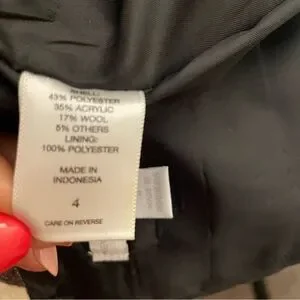 SHELL:
43% POLYESTER
35% ACRYLIC
17% WOOL
5% OTHERS
LINING:
100% POLYESTER
MADE IN
INDONESIA
4
CARE ON REVERSE